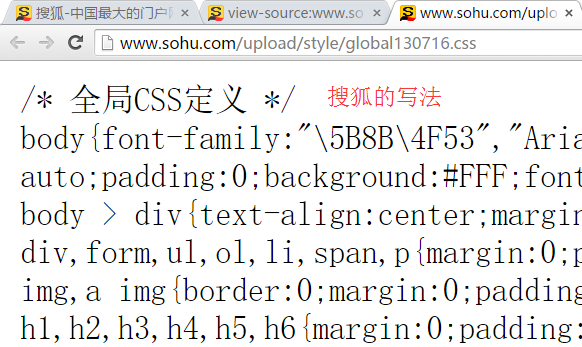 搜狐-中国最大的门户
view-source:www.so
www.sohu.com/uplo
www.sohu.com/upload/style/global130716.css
/* 全局CSS定义 */
搜狐的写法
body{font-family:"\5B8B\4F53","Aria
auto;padding:0;background:#FFF;font
body > div{text-align:center;margin
div,form,ul,ol,li,span,p{margin:0;p
img,a img{border:0;margin:0;padding
h1,h2,h3,h4,h5,h6{margin:0;padding: